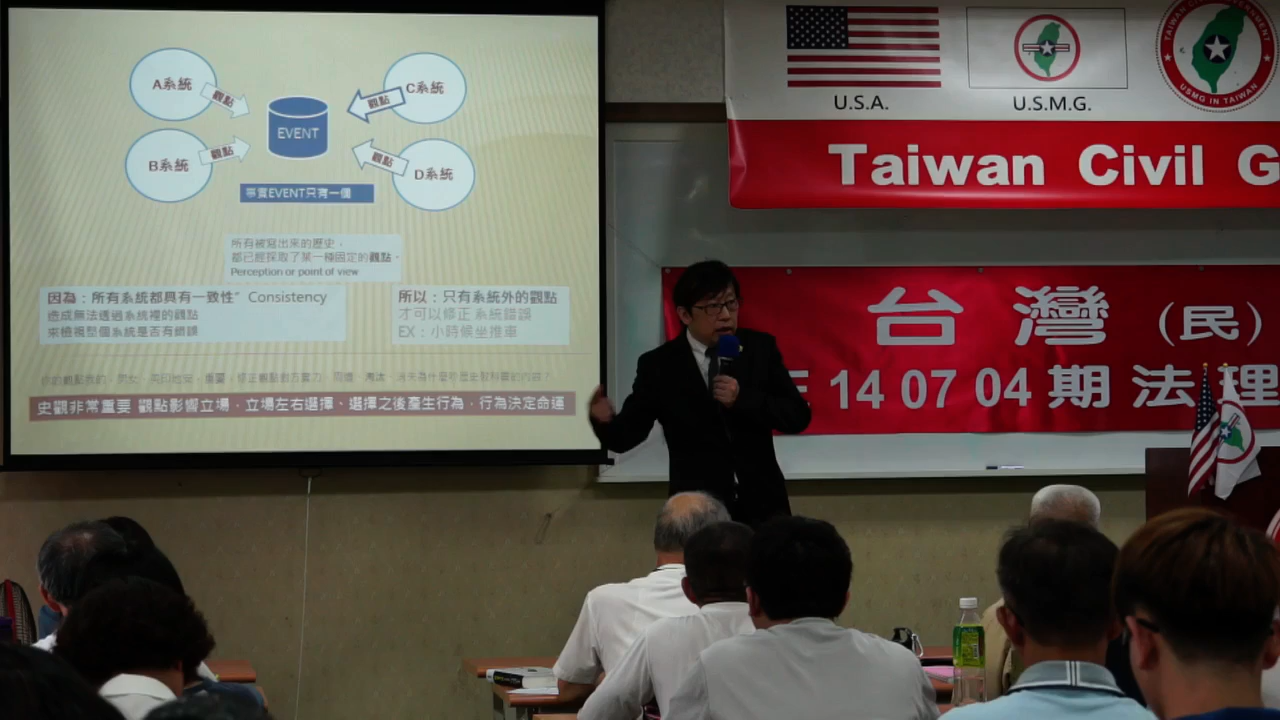 A系統
觀點
C系統
觀點
EVENT
B系統
觀點
觀點
D系統
事實EVENT只有一個
所有被寫出來的歷史，
都已經採取了某一種固定的觀點。
Perception or point of view
因為：所有系統都具有一致性"Consistency
造成無法透過系統裡的觀點
來檢視整個系統是否有錯誤
所以：只有系統外的觀點
才可以修正系統錯誤
EX：小時候坐推車
史觀非常重要 觀點影響立場，立場左右選擇、選擇之後產生行為，行為決定命運
U.S.A.
U.S.M.G.
USMG IN TAIWAN
Taiwan Civil G
台灣（民）
14 07 04 期法理